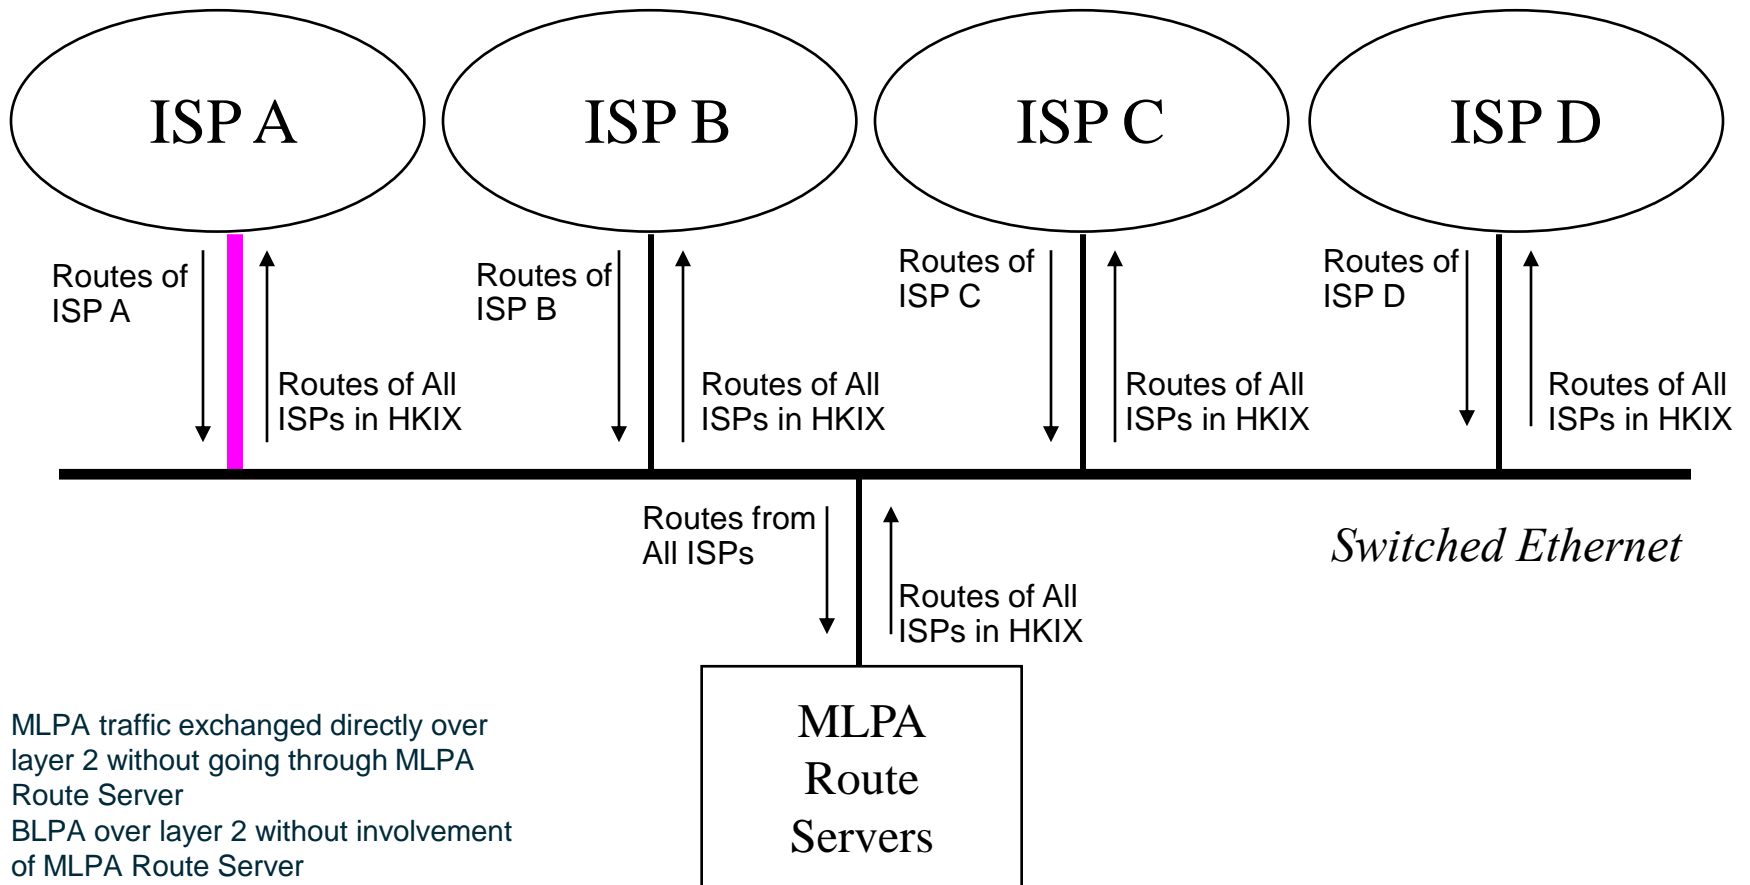 ISP A
ISP B
ISP C
ISP D
Routes of
ISP A
Routes of All
ISPs in HKIX
Routes of
ISP B
Routes of All
ISPs in HKIX
Routes of
ISP C
Routes of All
ISPs in HKIX
Routes of
ISP D
Routes of All
ISPs in HKIX
Routes from
All ISPs
Routes of All
ISPs in HKIX
Switched Ethernet
MLPA
Route
Servers
MLPA traffic exchanged directly over
layer 2 without going through MLPA
Route Server
BLPA over layer 2 without involvement
of MLPA Route Server